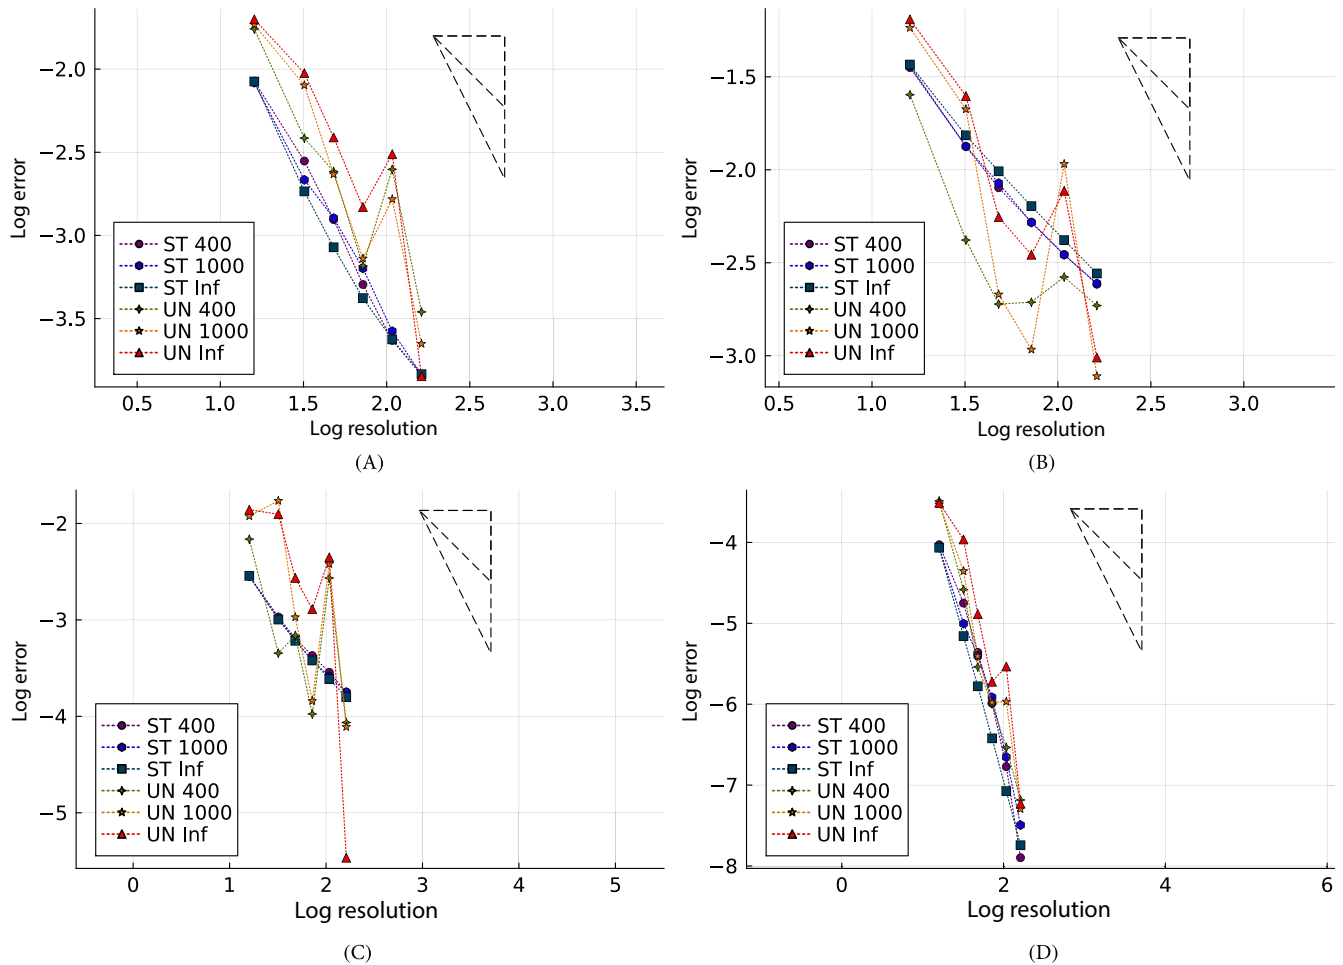 Log error
−2.0
−2.5
−3.0
−3.5
ST 400
ST 1000
ST Inf
UN 400
UN 1000
UN Inf
0.5 1.0 1.5 2.0 2.5 3.0 3.5
Log resolution
(A)
Log error
−1.5
−2.0
−2.5
−3.0
ST 400
ST 1000
ST Inf
UN 400
UN 1000
UN Inf
0.5 1.0 1.5 2.0 2.5 3.0
Log resolution
(B)
Log error
−2
−3
−4
−5
ST 400
ST 1000
ST Inf
UN 400
UN 1000
UN Inf
0 1 2 3 4 5
Log resolution
(C)
Log error
−4
−5
−6
−7
−8
ST 400
ST 1000
ST Inf
UN 400
UN 1000
UN Inf
0 2 4 6
Log resolution
(D)